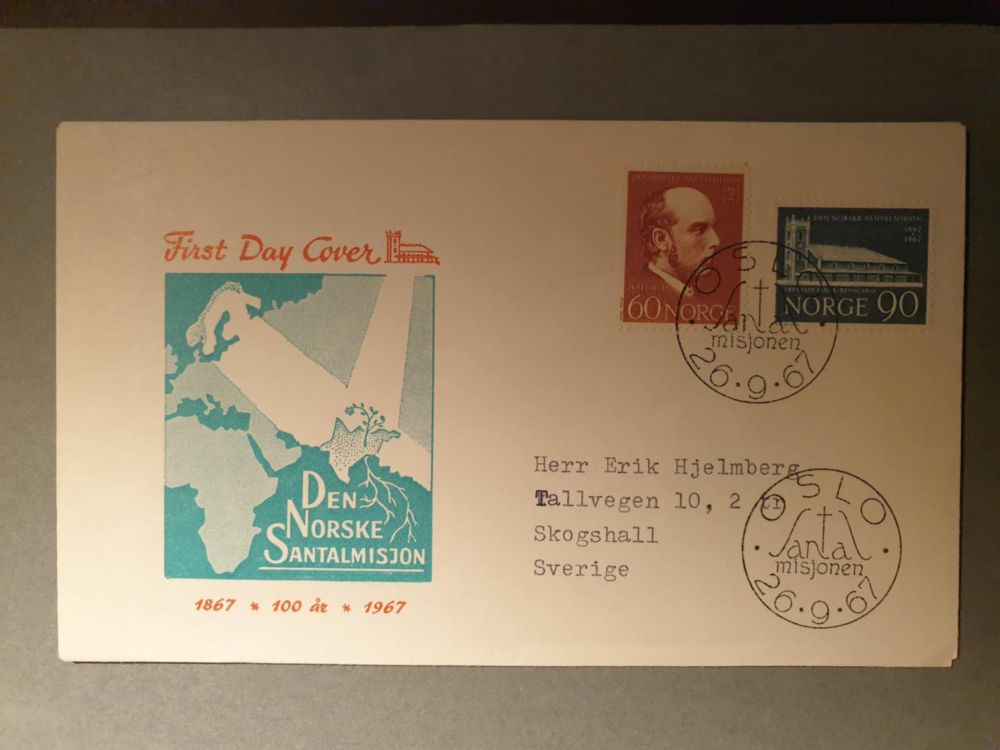 First Day Cover
DEN
NORSKE
SANTALMISJON
1867 * 100 år * 1967
DEN NORSKE SANTALMISJON
1867
1967
60 NORGE
DEN NORSKE SANTALMISJON
1867
1967
NORGE 90
OSLO
Santal
misjonen
26.9.67
Herr Erik Hjelmberg
Tallvegen 10, 2 tr
Skogshall
Sverige
OSLO
Santal
misjonen
26.9.67